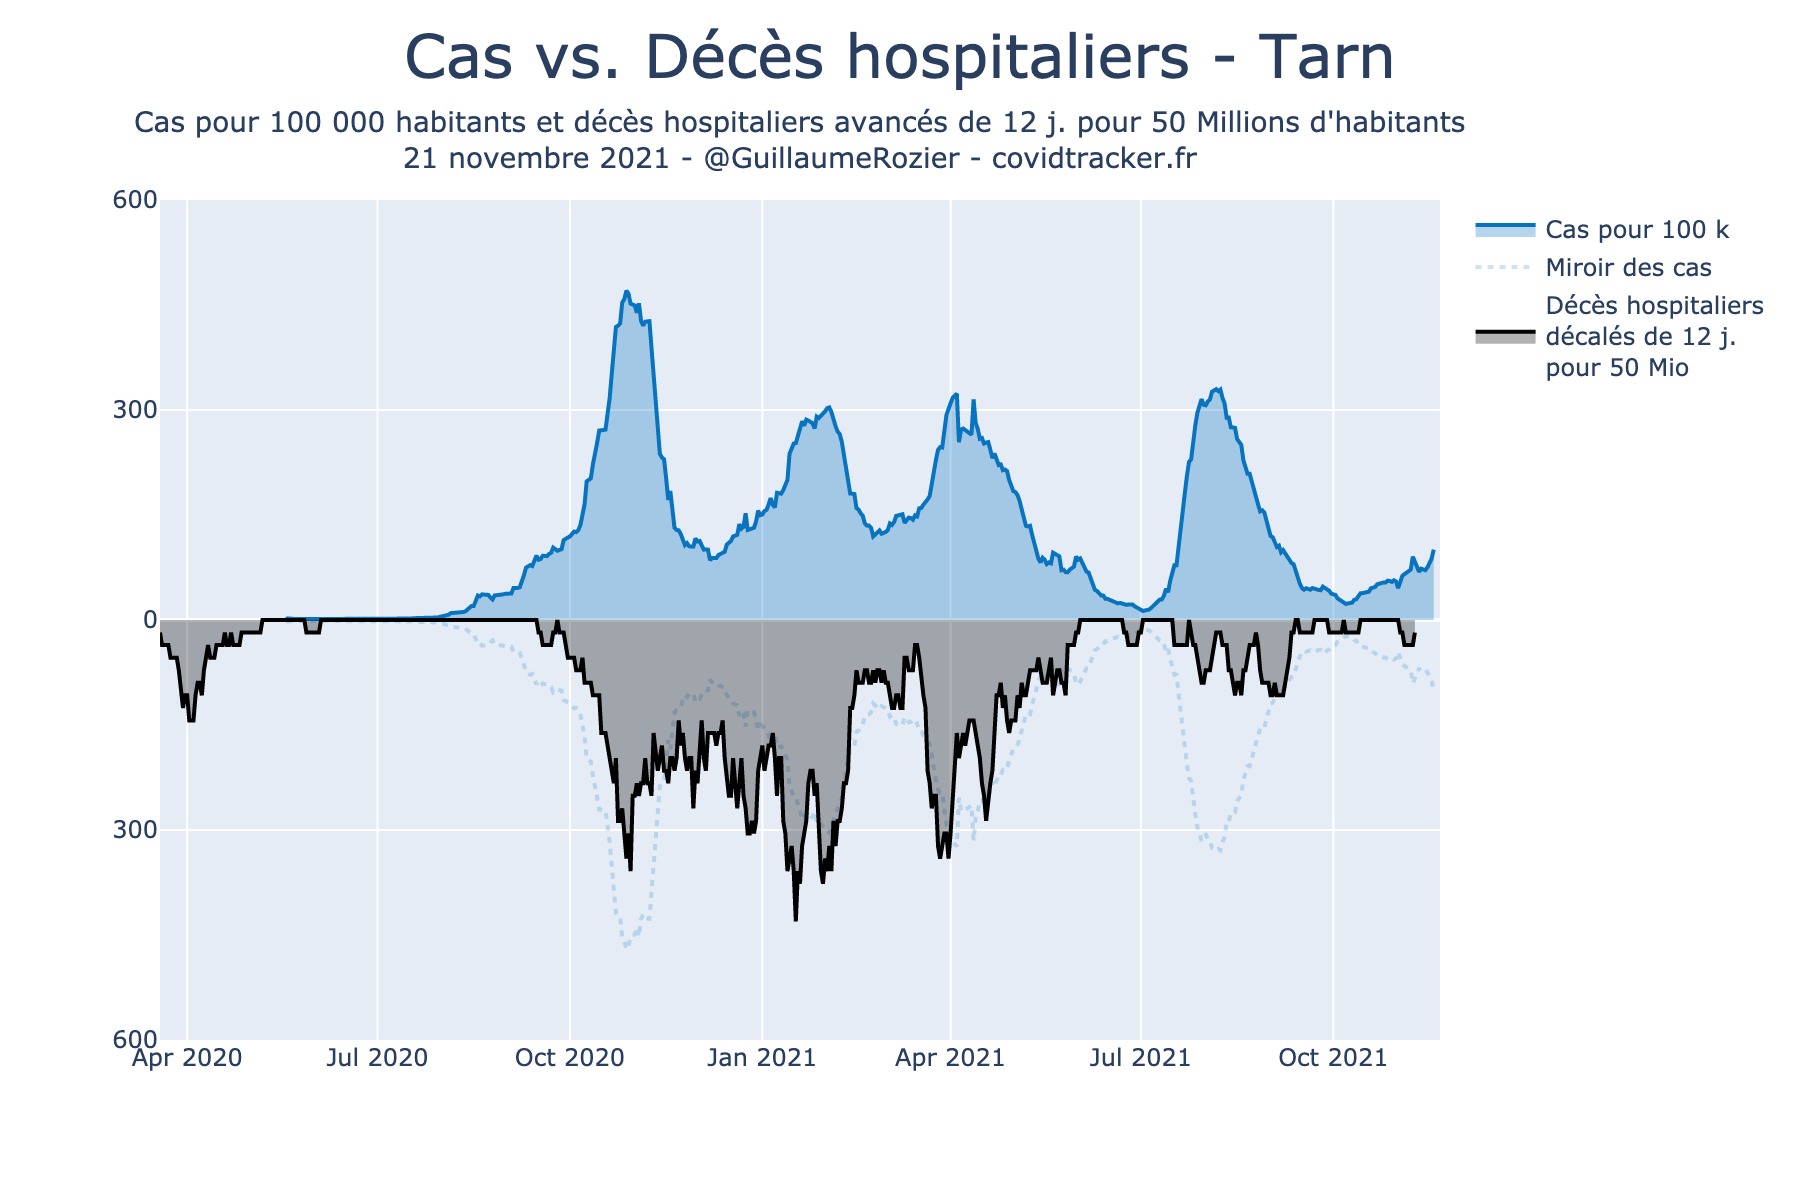 Cas vs. Décès hospitaliers - Tarn
Cas pour 100 000 habitants et décès hospitaliers avancés de 12 j. pour 50 Millions d'habitants
21 novembre 2021 - @GuillaumeRozier - covidtracker.fr
600
300
0
300
600
Apr 2020
Jul 2020
Oct 2020
Jan 2021
Apr 2021
Jul 2021
Oct 2021
Cas pour 100 k
Miroir des cas
Décès hospitaliers
décalés de 12 j.
pour 50 Mio